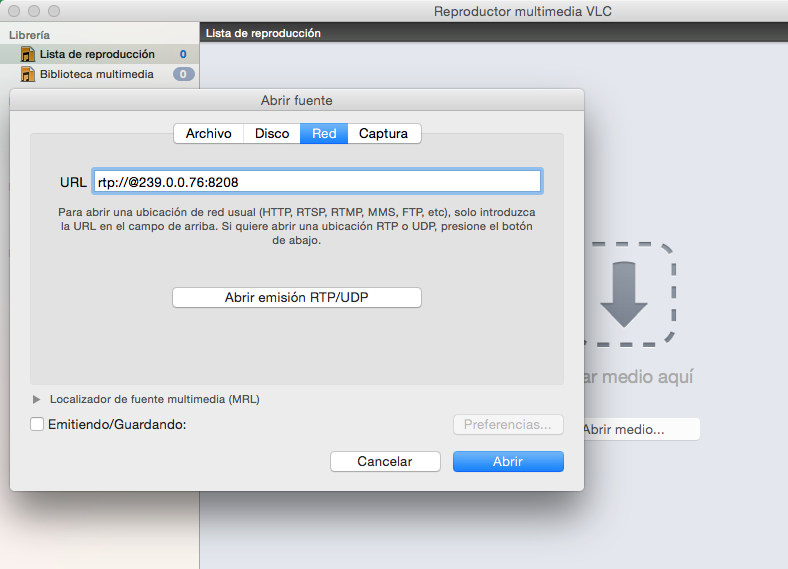 Reproductor multimedia VLC
Librería
Lista de reproducción
Lista de reproducción 0
Biblioteca multimedia 0
Abrir fuente
Archivo Disco Red Captura
URL rtp://@239.0.0.76:8208
Para abrir una ubicación de red usual (HTTP, RTSP, RTMP, MMS, FTP, etc), solo introduzca
la URL en el campo de arriba. Si quiere abrir una ubicación RTP o UDP, presione el botón
de abajo.
Abrir emisión RTP/UDP
ar medio aquí
Localizador de fuente multimedia (MRL)
Emitiendo/Guardando:
Preferencias...
Abrir medio...
Cancelar
Abrir